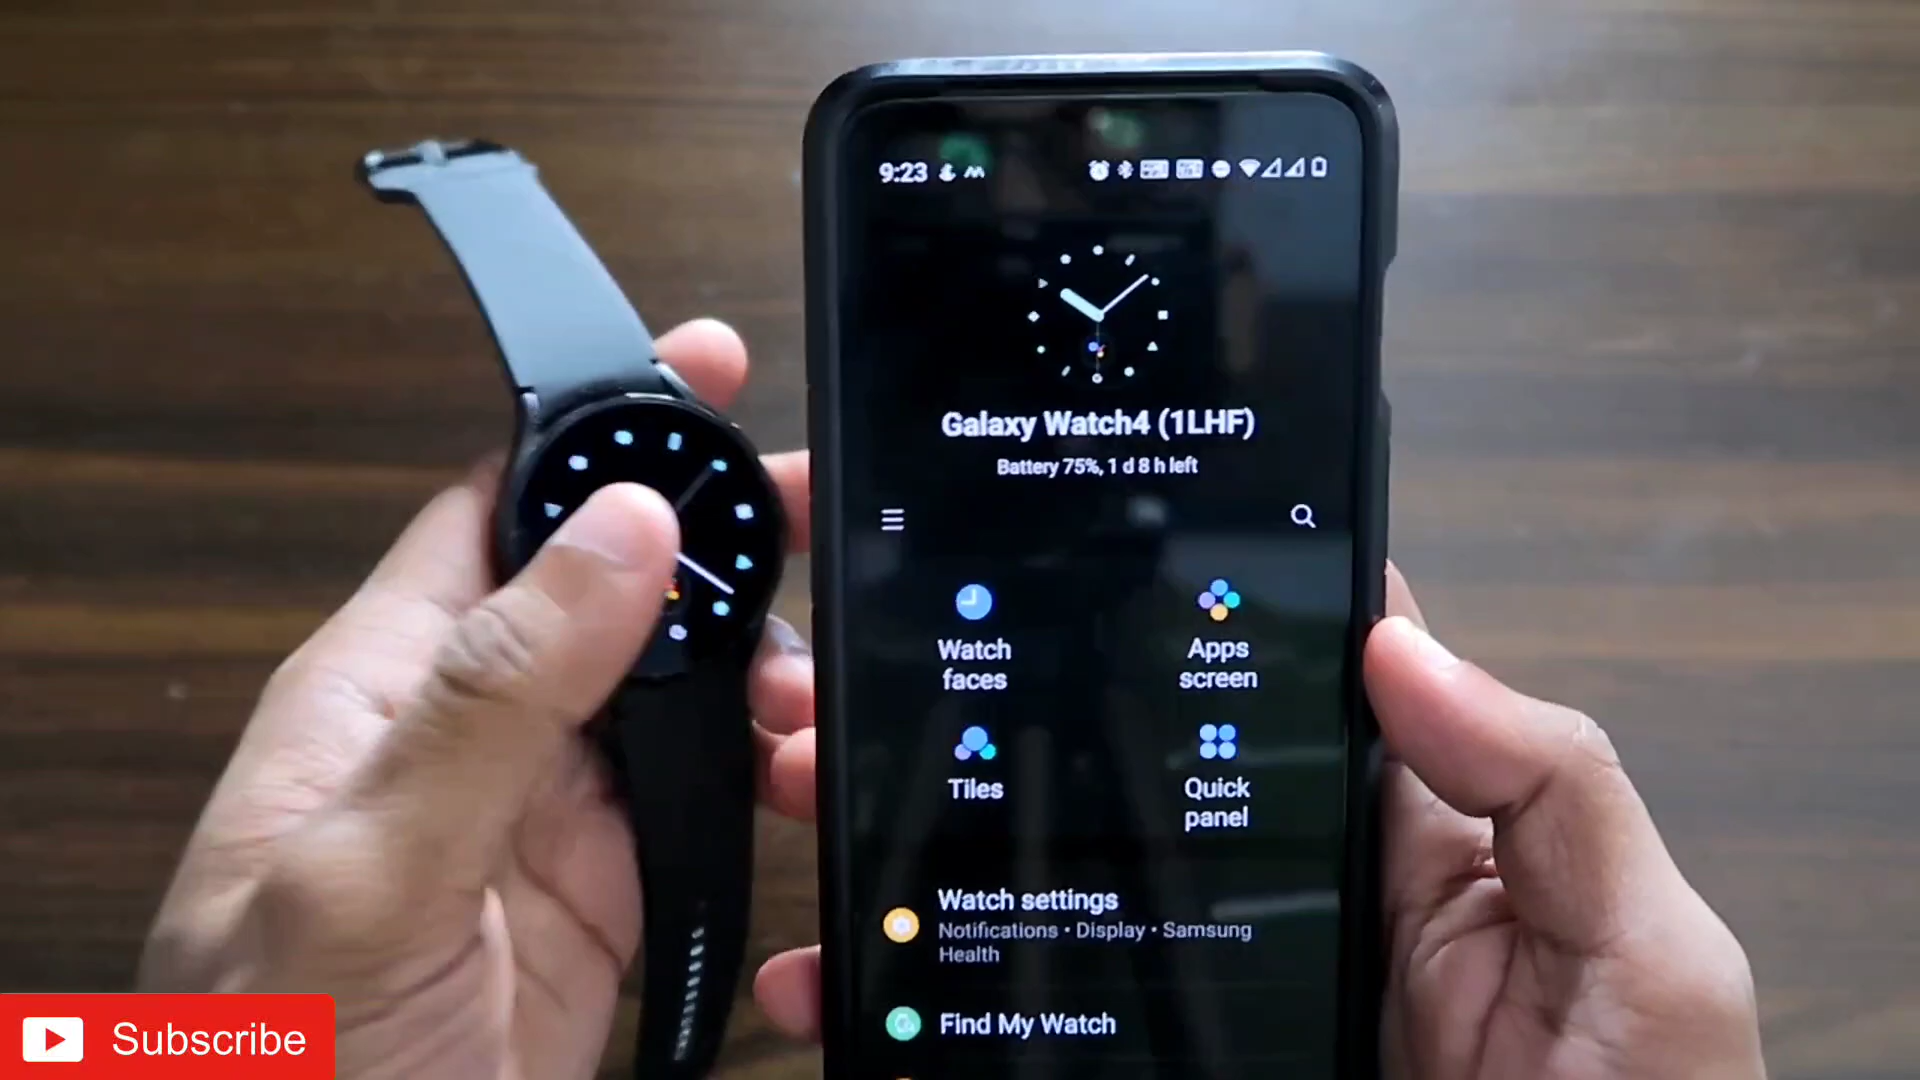 9:23
Galaxy Watch4 (1LHF)
Battery 75%, 1 d 8 h left
Watch
faces
Apps
screen
Tiles
Quick
panel
Watch settings
Notifications • Display • Samsung
Health
Find My Watch
Subscribe